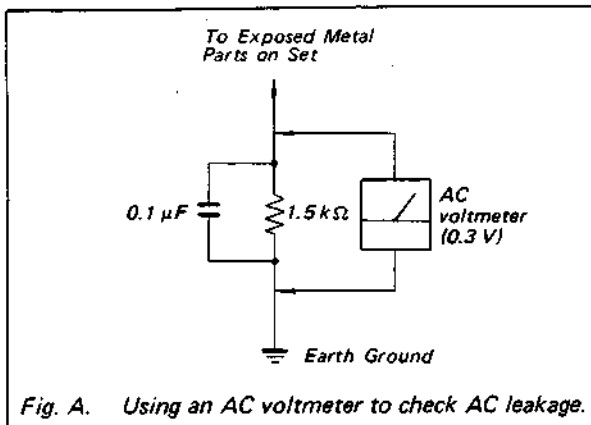 To Exposed Metal
Parts on Set
0.1 µF
1.5 kΩ
AC
voltmeter
(0.3 V)
Earth Ground
Fig. A. Using an AC voltmeter to check AC leakage.